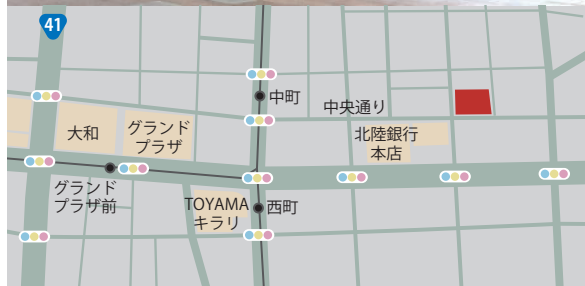 41
中町
中央通り
大和
グランド
プラザ
北陸銀行
本店
グランド
プラザ前
TOYAMA
キラリ
西町